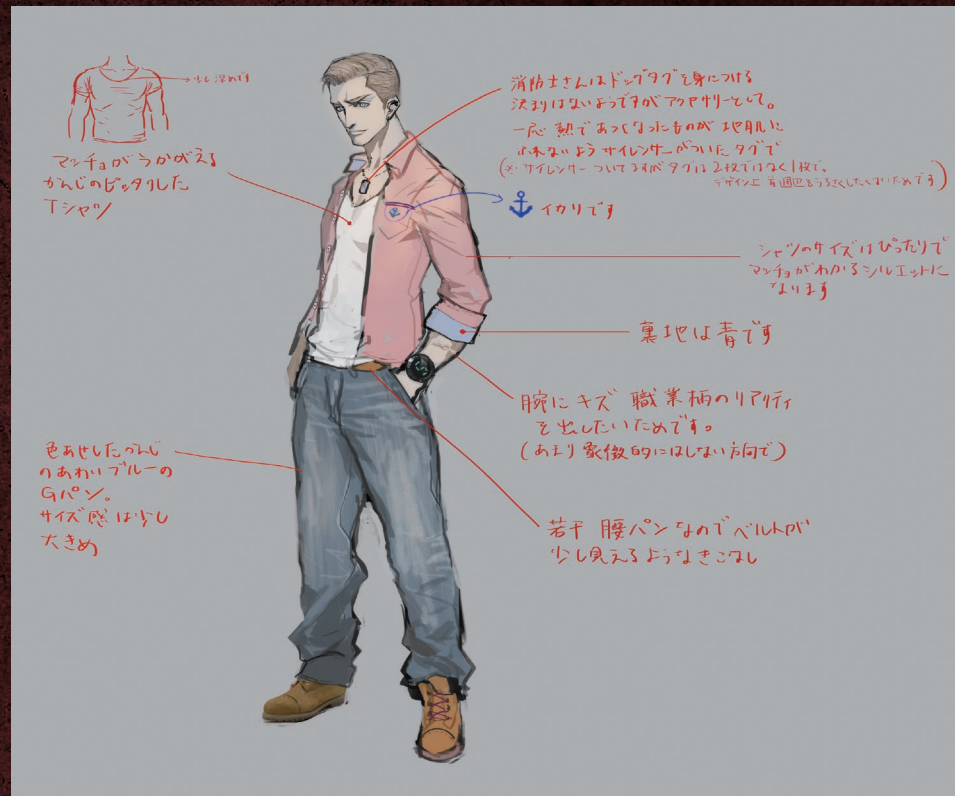 少し深めです
マッチョがうかがえる
かんじのピッタリした
Tシャツ
消防士さんはドッグタグを身につける
決まりはないようですがアクセサリーとして。
一応 熱であつくなったものが 地肌に
ふれないよう サイレンサーがついた タグで
(※サイレンサー ついてますが タグは 2枚ではなく 1枚で。
デザイン上 首周辺をうるさくしたくないためです)
イカリです
シャツのサイズはぴったりで
マッチョがわかるシルエットに
なります
裏地は青です
腕にキズ 職業柄のリアリティ
を出したいためです。
(あまり象徴的にはしない方向で)
色あせしたかんじ
のあわいブルーの
Gパン。
サイズ感は少し
大きめ
若干 腰パンなのでベルトが
少し見えるようなきこなし